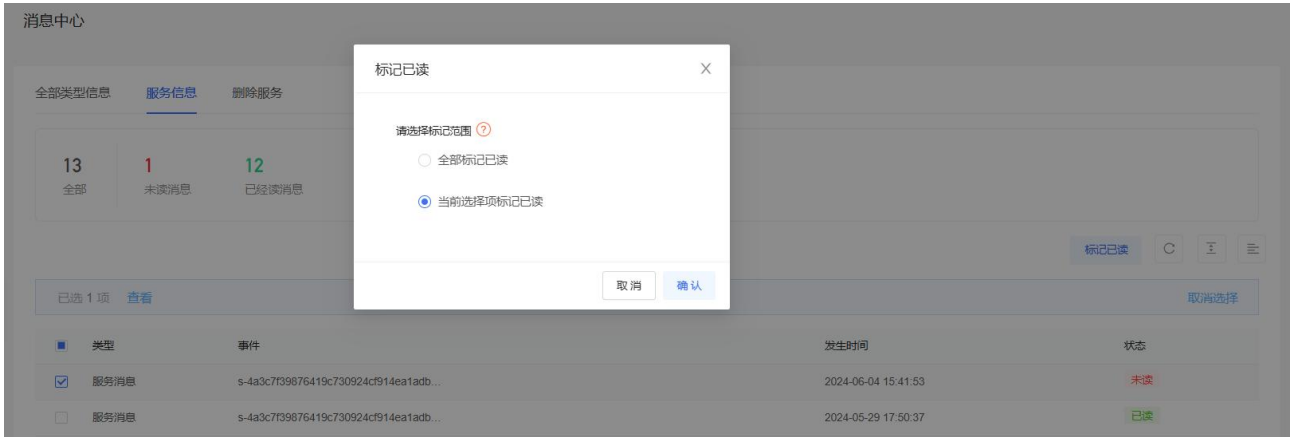 消息中心
标记已读
全部类型信息 服务信息 删除服务
请选择标记范围 ?
全部标记已读
当前选择项标记已读
13 1 12
全部 未读消息 已经读消息
标记已读
取消 确认
已选 1 项 查看 取消选择
类型 事件 发生时间 状态
服务消息 s-4a3c7f39876419c730924cf914ea1adb... 2024-06-04 15:41:53 未读
服务消息 s-4a3c7f39876419c730924cf914ea1adb... 2024-05-29 17:50:37 已读